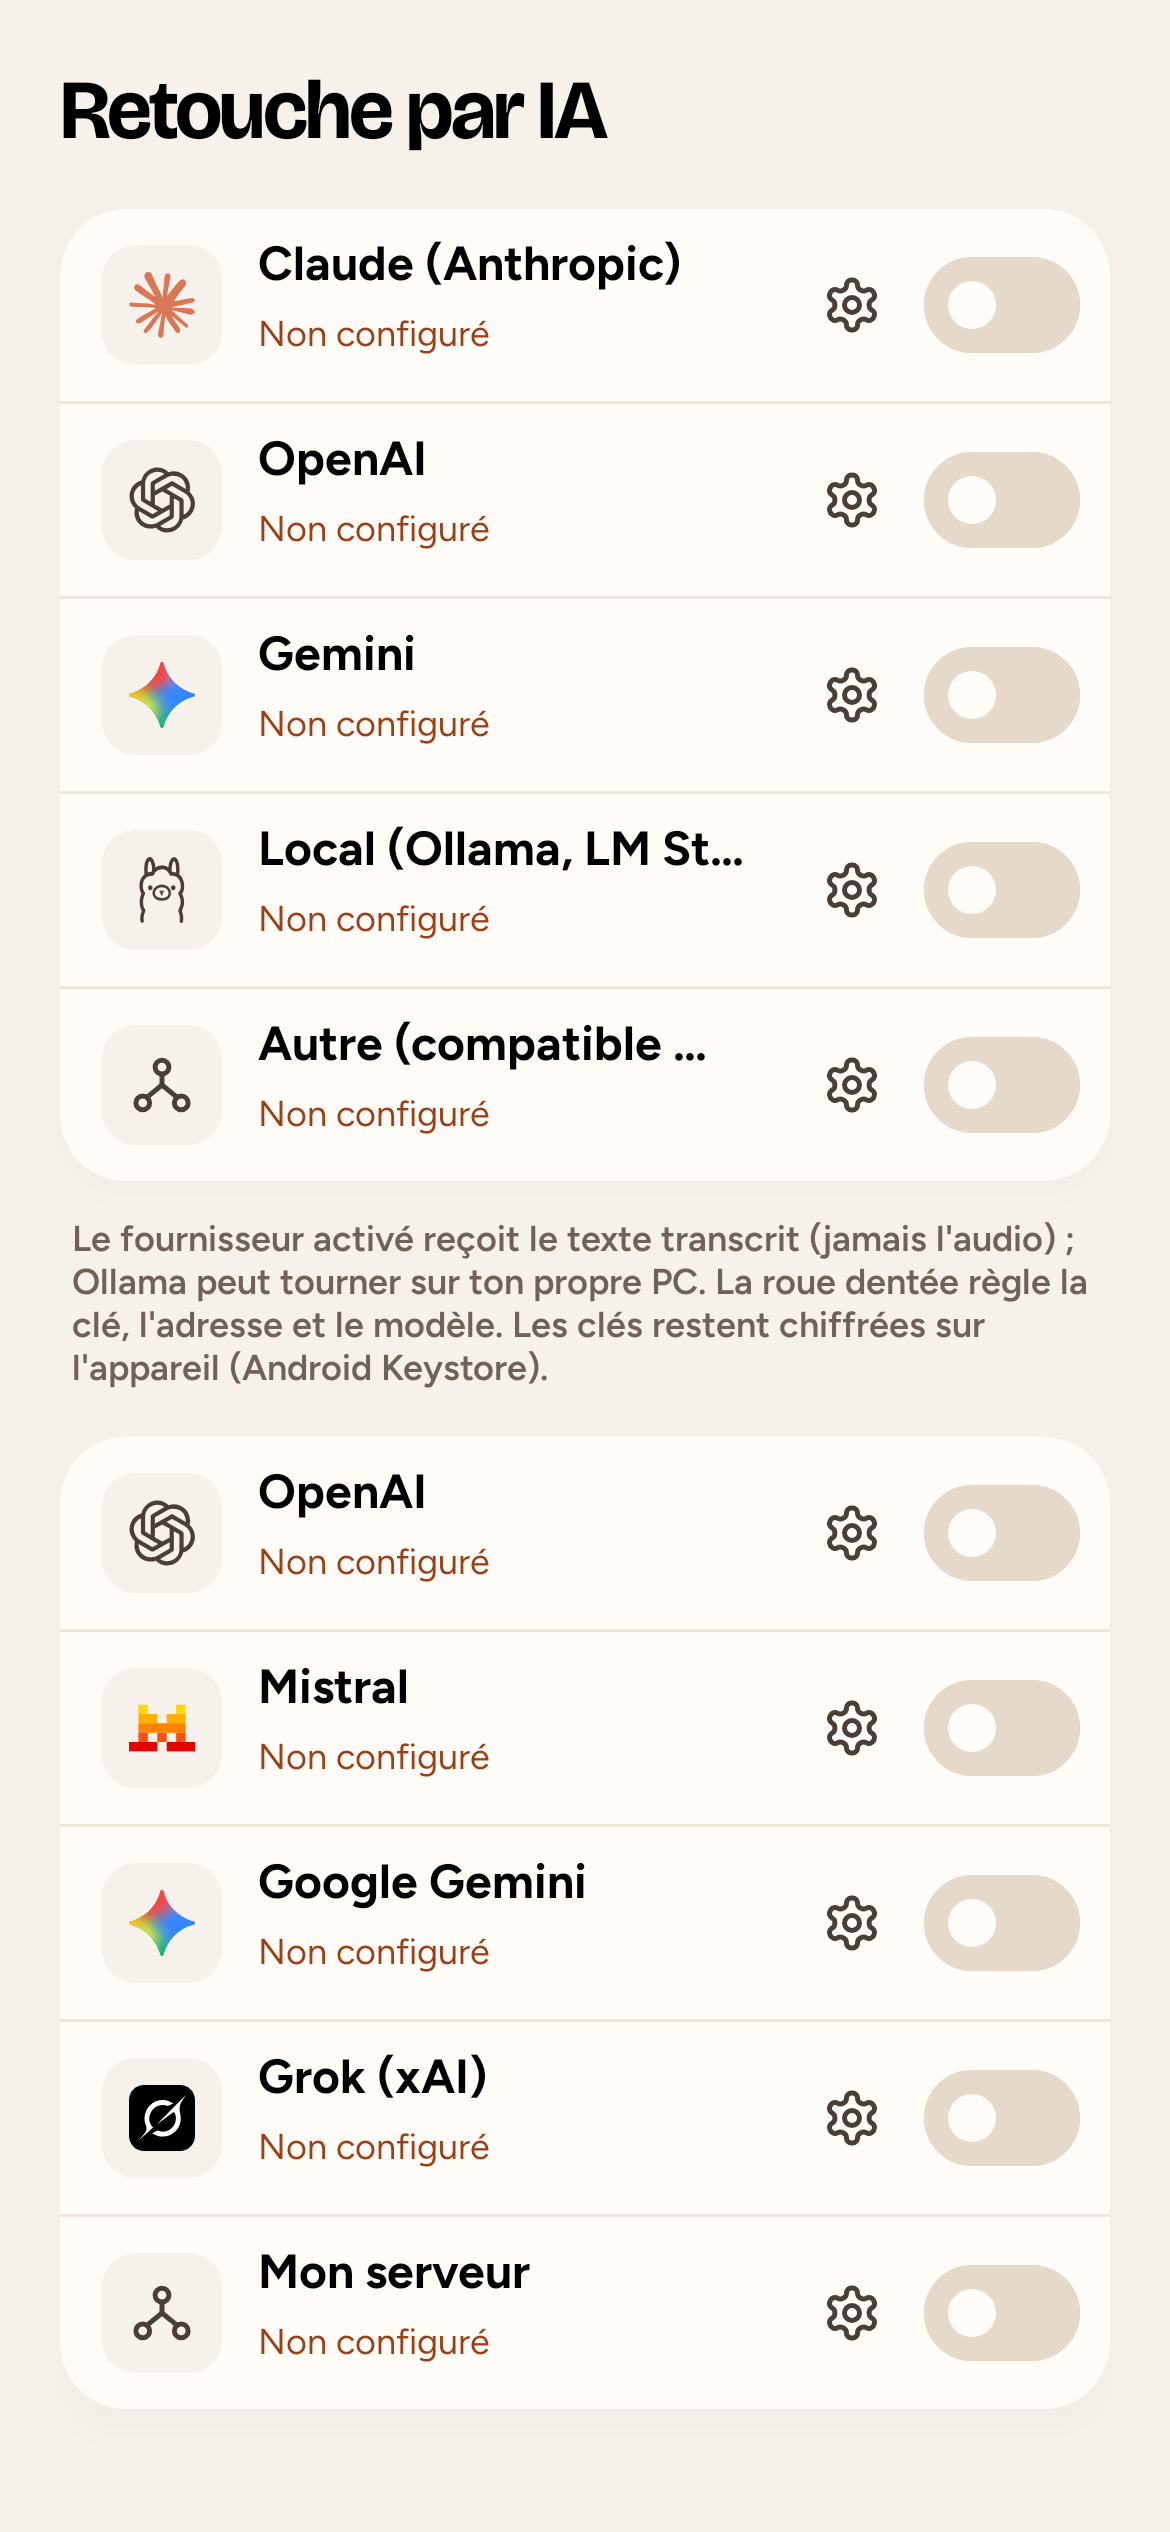 Retouche par IA
Claude (Anthropic)
Non configuré
OpenAI
Non configuré
Gemini
Non configuré
Local (Ollama, LM St...
Non configuré
Autre (compatible ...
Non configuré
Le fournisseur activé reçoit le texte transcrit (jamais l'audio) ;
Ollama peut tourner sur ton propre PC. La roue dentée règle la
clé, l'adresse et le modèle. Les clés restent chiffrées sur
l'appareil (Android Keystore).
OpenAI
Non configuré
Mistral
Non configuré
Google Gemini
Non configuré
Grok (xAI)
Non configuré
Mon serveur
Non configuré